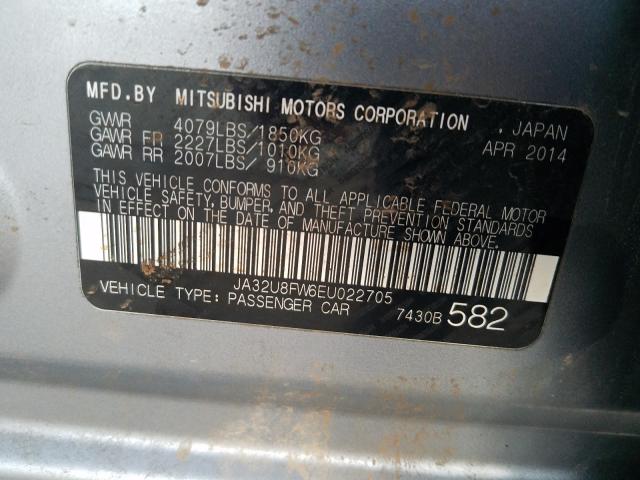 MFD.BY MITSUBISHI MOTORS CORPORATION , JAPAN
GVWR 4079LBS/1850KG APR 2014
GAWR FR 2227LBS/1010KG
GAWR RR 2007LBS/ 910KG
THIS VEHICLE CONFORMS TO ALL APPLICABLE FEDERAL MOTOR
VEHICLE SAFETY, BUMPER, AND THEFT PREVENTION STANDARDS
IN EFFECT ON THE DATE OF MANUFACTURE SHOWN ABOVE.
JA32U8FW6EU022705
VEHICLE TYPE: PASSENGER CAR 7430B 582